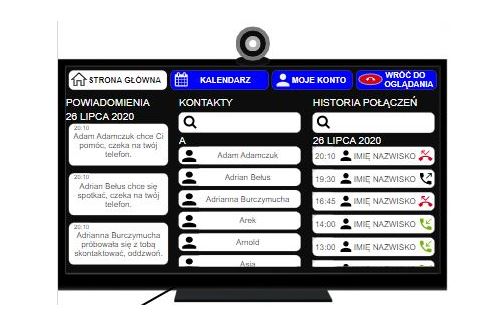 STRONA GŁÓWNA
KALENDARZ
MOJE KONTO
WRÓĆ DO
OGLĄDANIA
POWIADOMIENIA
26 LIPCA 2020
20:10
Adam Adamczuk chce Ci
pomóc, czeka na twój
telefon.
20:10
Adrian Bełus chce się
spotkać, czeka na twój
telefon.
20:10
Adrianna Burczymucha
próbowała się z tobą
skontaktować, oddzwoń.
KONTAKTY
A
Adam Adamczuk
Adrian Bełus
Adrianna Burczymucha
Arek
Arnold
Asia
HISTORIA POŁĄCZEŃ
26 LIPCA 2020
20:10 IMIĘ NAZWISKO
19:30 IMIĘ NAZWISKO
16:45 IMIĘ NAZWISKO
14:00 IMIĘ NAZWISKO
13:00 IMIĘ NAZWISKO